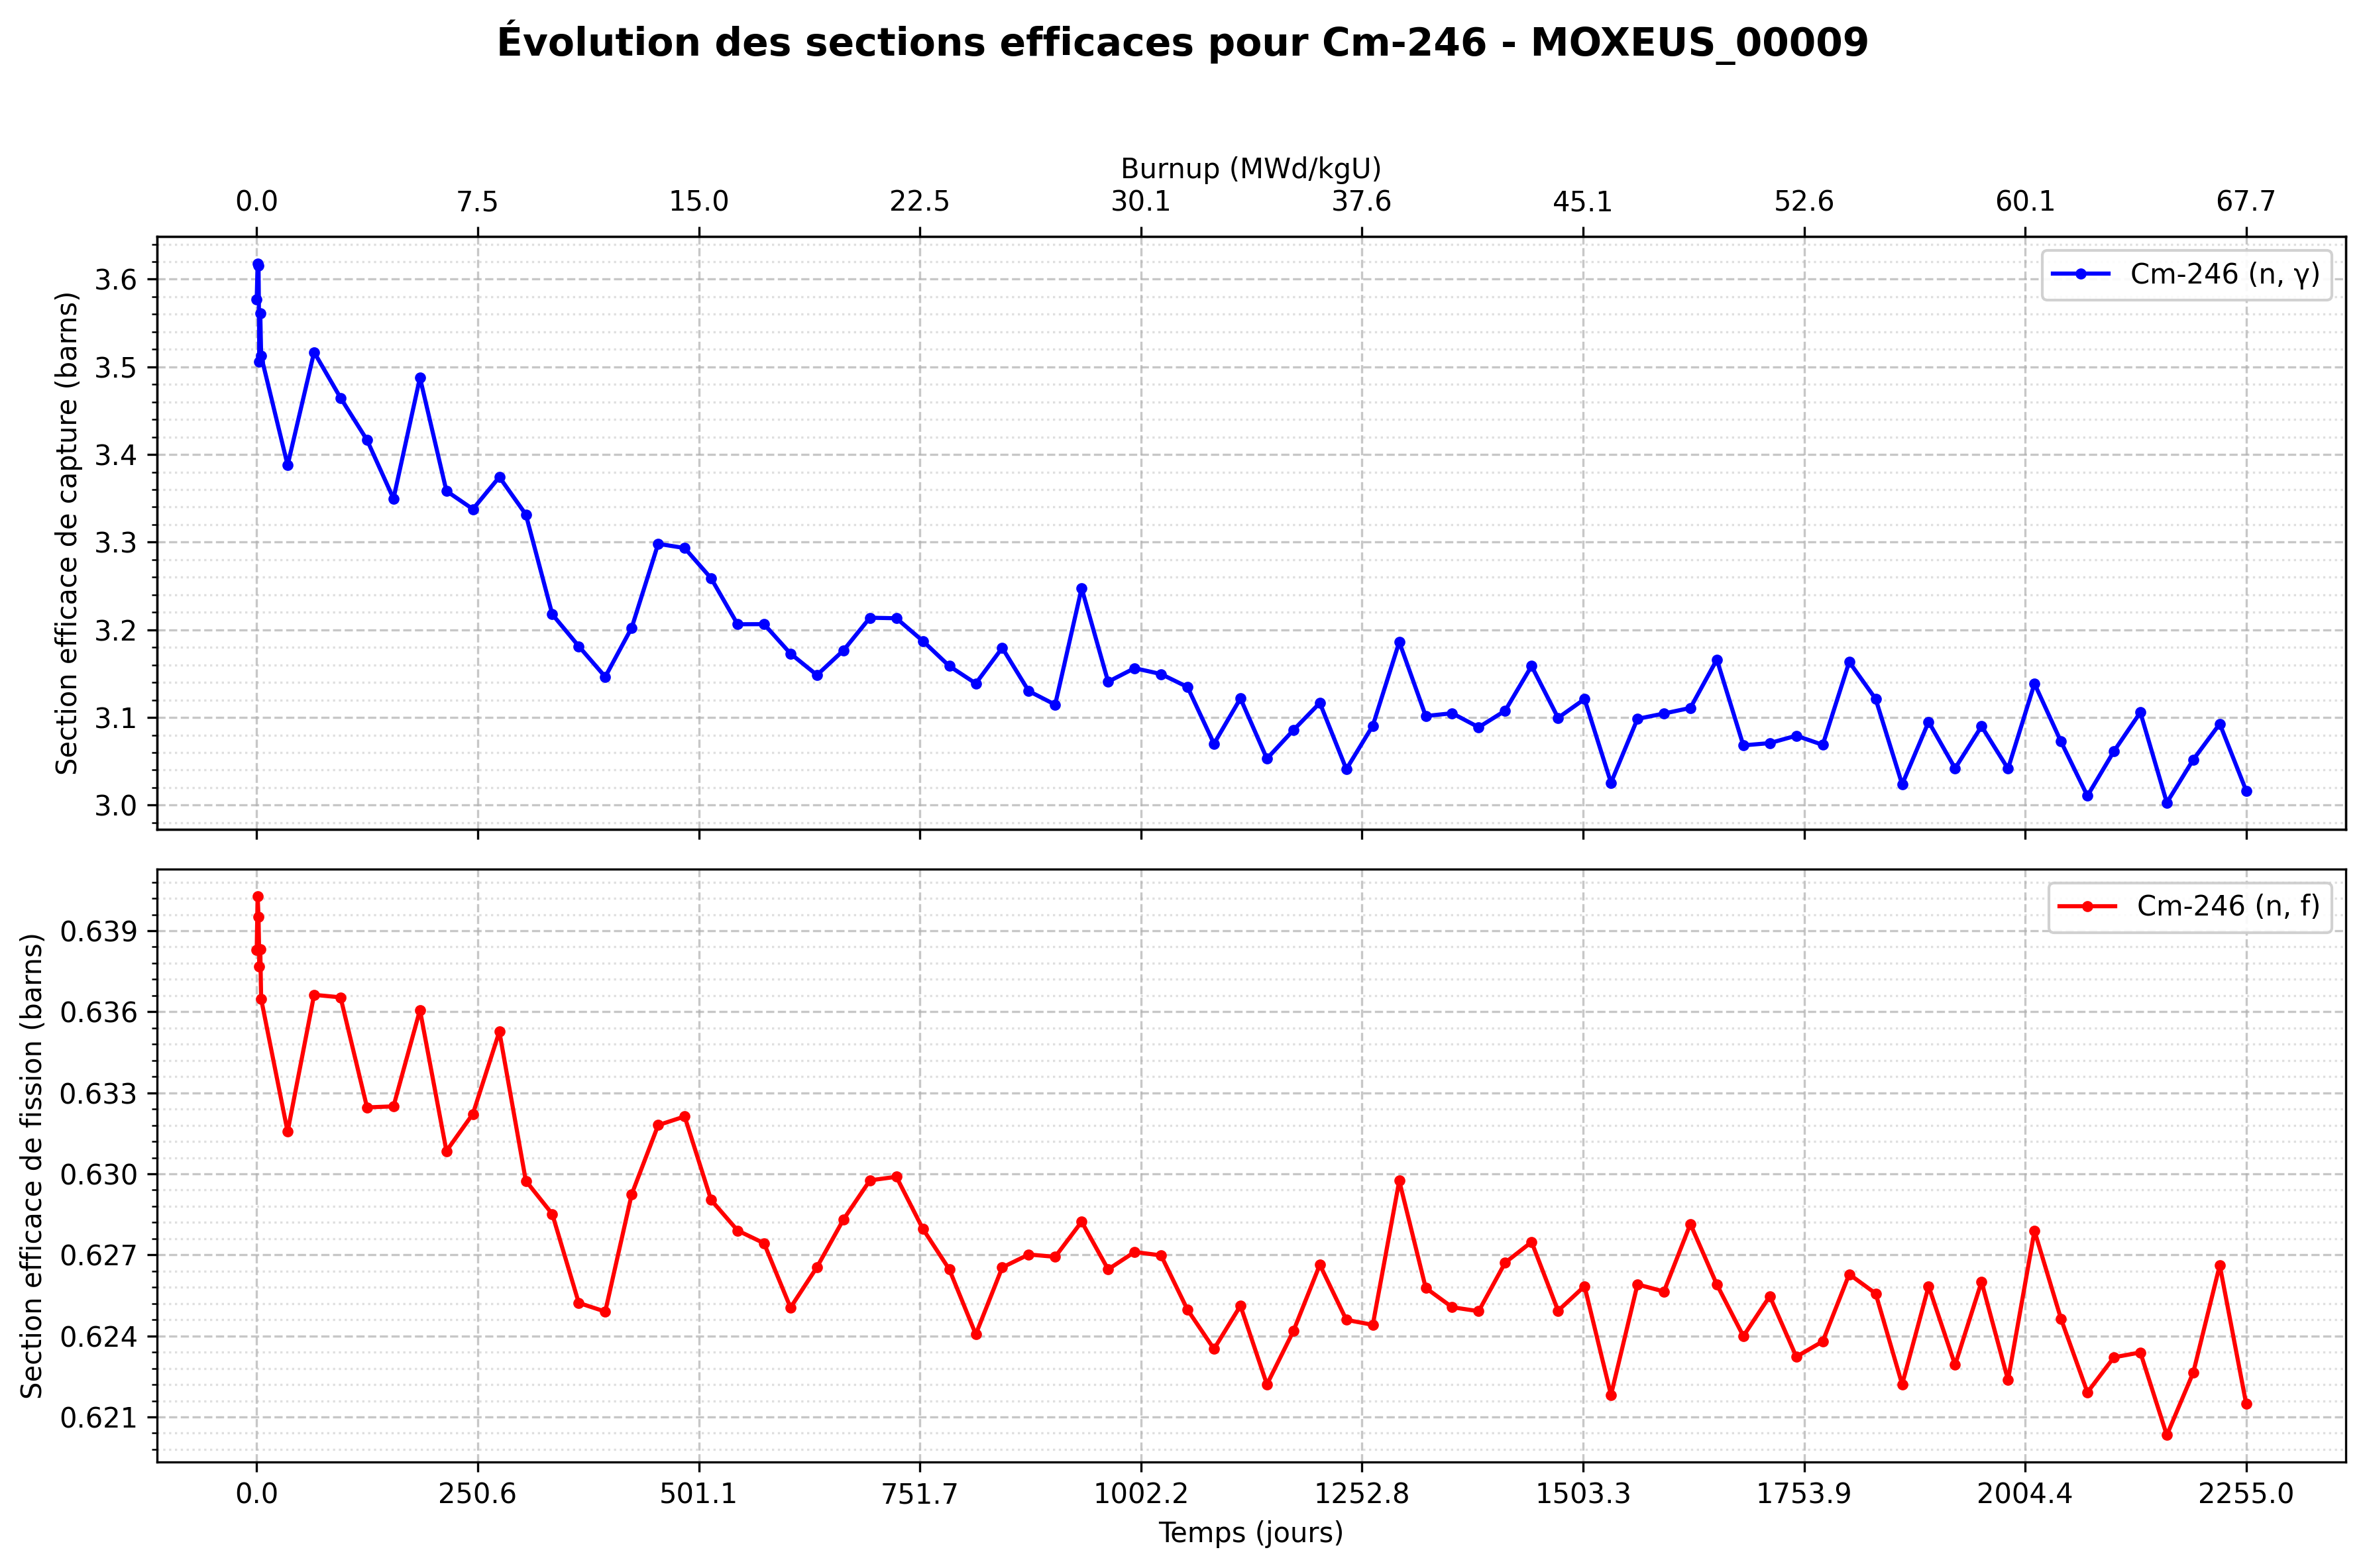 Évolution des sections efficaces pour Cm-246 - MOXEUS_00009
Burnup (MWd/kgU)
0.0 7.5 15.0 22.5 30.1 37.6 45.1 52.6 60.1 67.7
Section efficace de capture (barns)
3.6
3.5
3.4
3.3
3.2
3.1
3.0
Cm-246 (n, γ)
Section efficace de fission (barns)
0.639
0.636
0.633
0.630
0.627
0.624
0.621
Cm-246 (n, f)
0.0 250.6 501.1 751.7 1002.2 1252.8 1503.3 1753.9 2004.4 2255.0
Temps (jours)